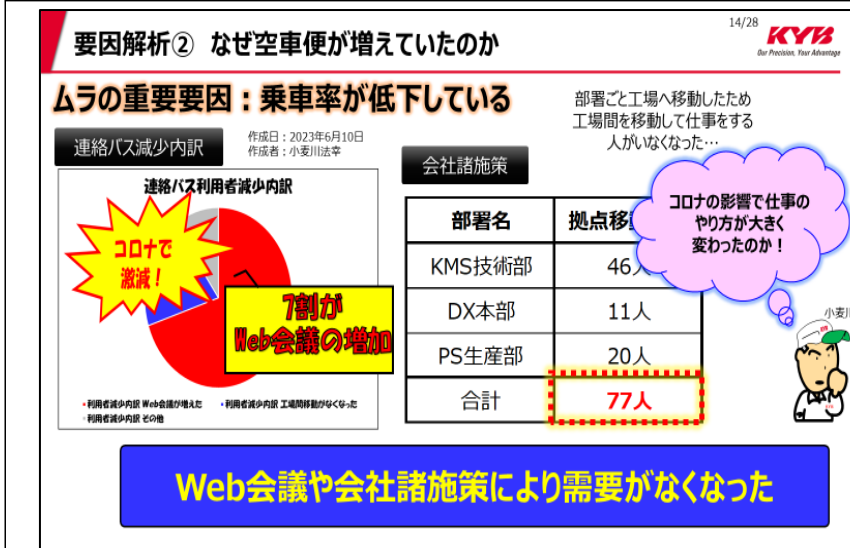 14/28
KYB
Our Precision, Your Advantage
要因解析② なぜ空車便が増えていたのか
ムラの重要要因：乗車率が低下している
部署ごと工場へ移動したため
工場間を移動して仕事をする
人がいなくなった…
連絡バス減少内訳
作成日：2023年6月10日
作成者：小麦川法幸
会社諸施策
連絡バス利用者減少内訳
コロナで
激減！
7割が
Web会議の増加
利用者減少内訳 Web会議が増えた
利用者減少内訳 工場間移動がなくなった
利用者減少内訳 その他
部署名 拠点移
KMS技術部 46人
DX本部 11人
PS生産部 20人
合計 77人
コロナの影響で仕事の
やり方が大きく
変わったのか！
小麦川
Web会議や会社諸施策により需要がなくなった